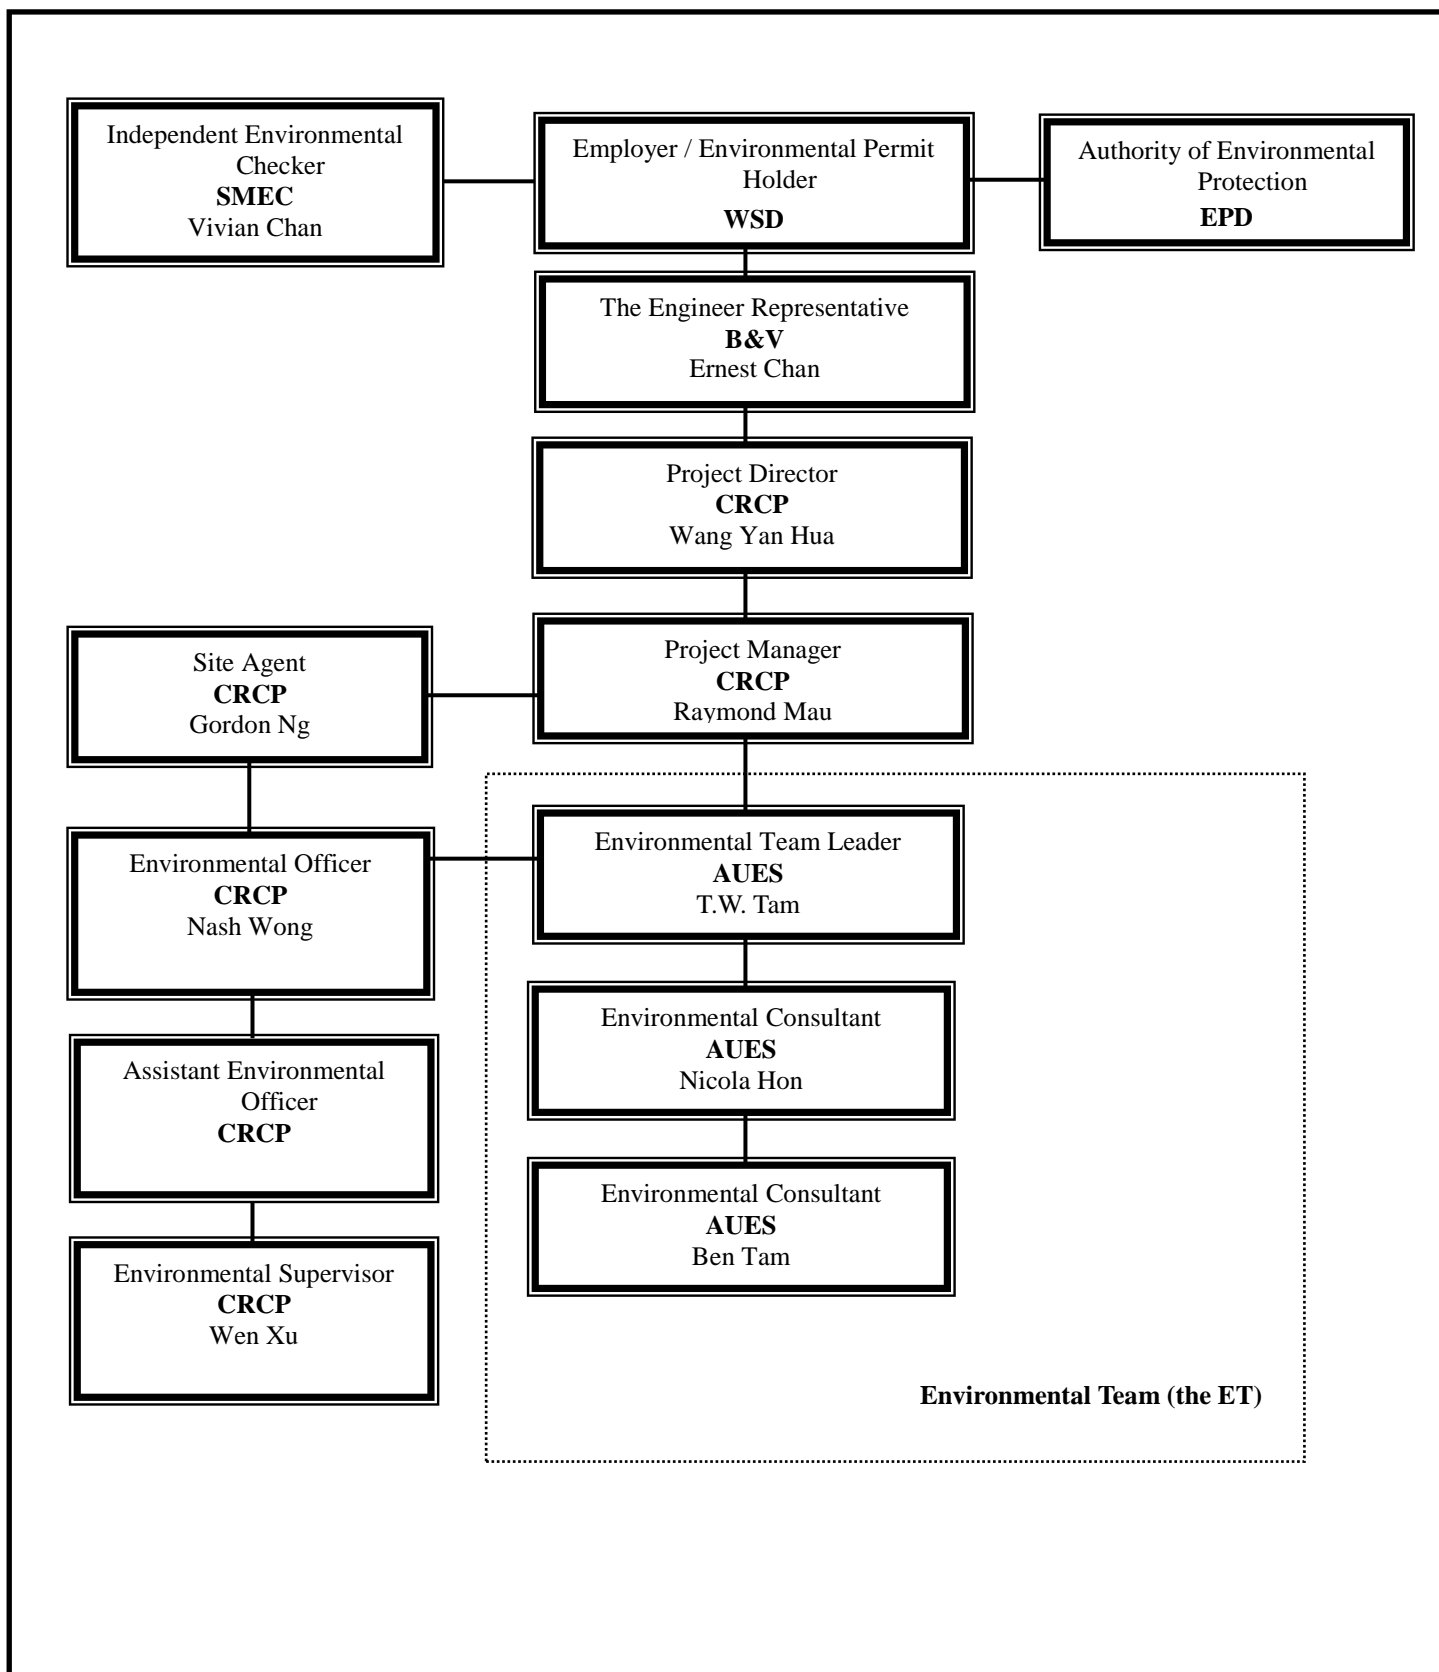 Independent Environmental
Checker
SMEC
Vivian Chan
Employer / Environmental Permit
Holder
WSD
Authority of Environmental
Protection
EPD
The Engineer Representative
B&V
Ernest Chan
Project Director
CRCP
Wang Yan Hua
Site Agent
CRCP
Gordon Ng
Project Manager
CRCP
Raymond Mau
Environmental Officer
CRCP
Nash Wong
Environmental Team Leader
AUES
T.W. Tam
Assistant Environmental
Officer
CRCP
Environmental Consultant
AUES
Nicola Hon
Environmental Supervisor
CRCP
Wen Xu
Environmental Consultant
AUES
Ben Tam
Environmental Team (the ET)